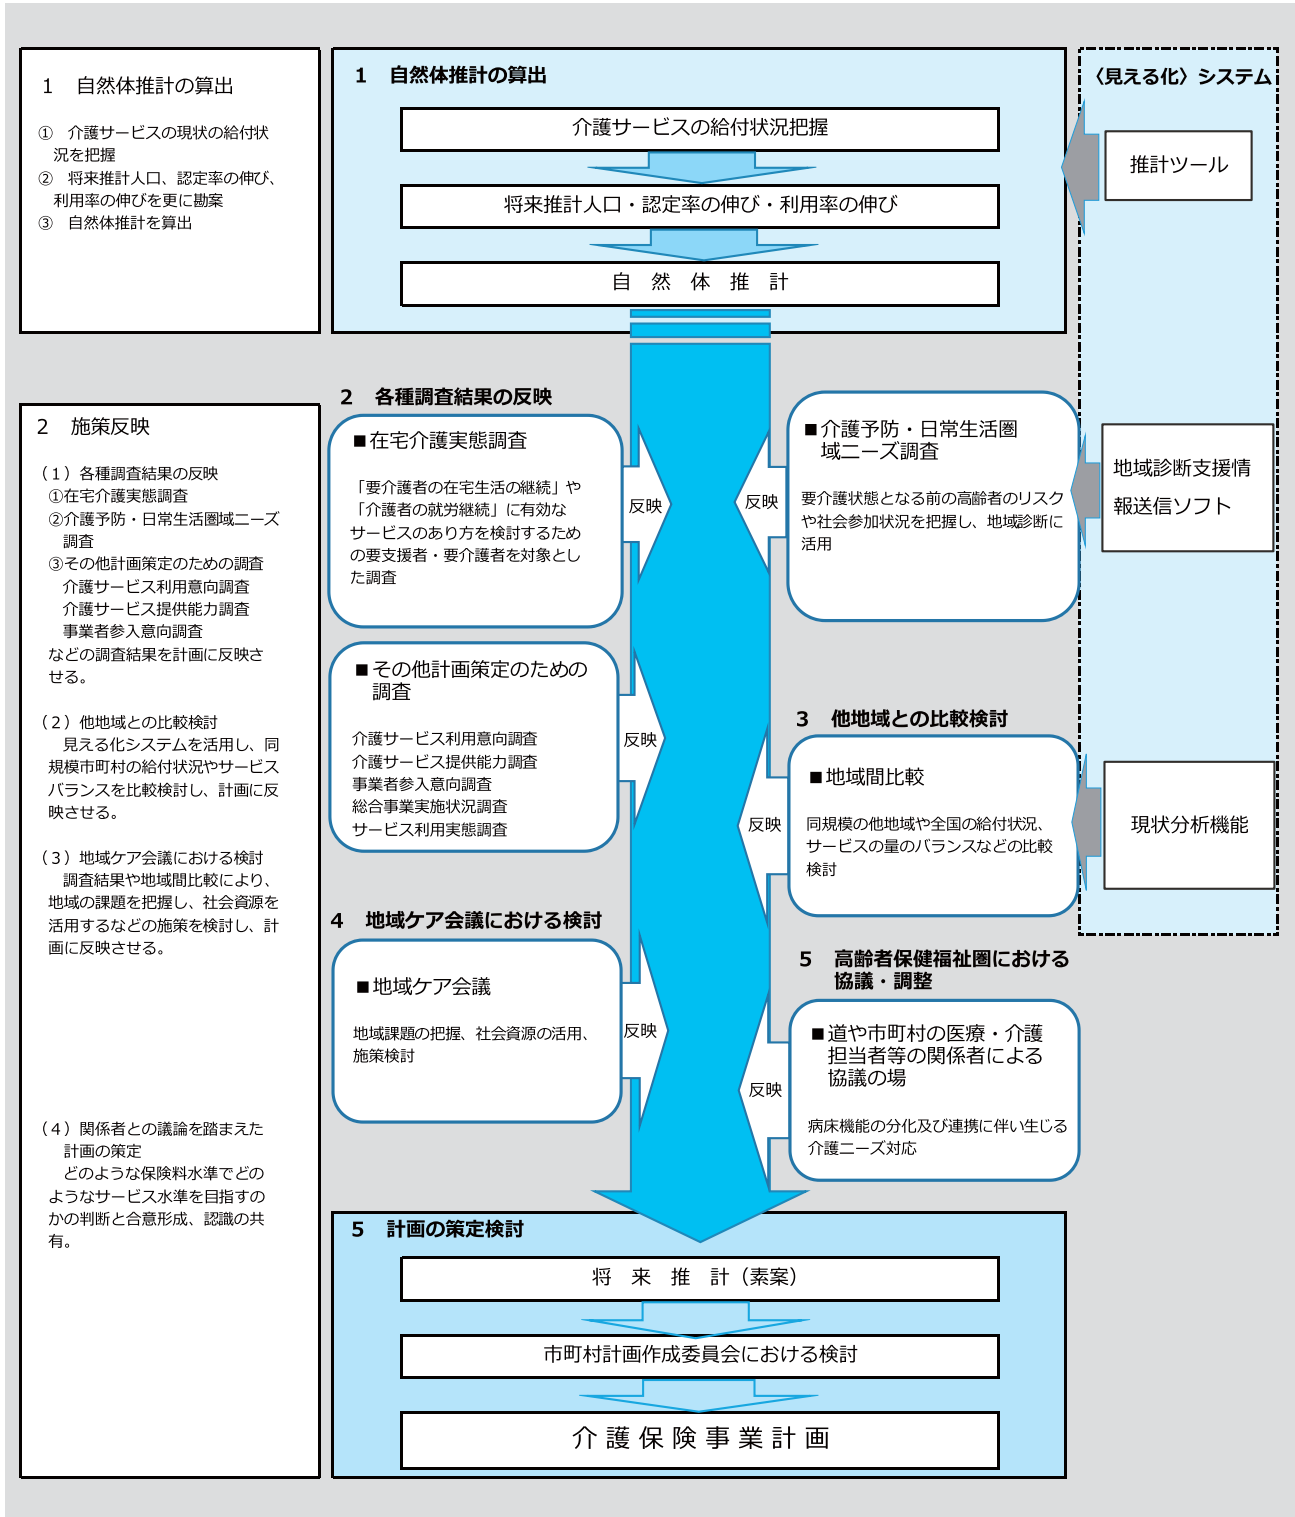 1　自然体推計の算出
①　介護サービスの現状の給付状
況を把握
②　将来推計人口、認定率の伸び、
利用率の伸びを更に勘案
③　自然体推計を算出
1　自然体推計の算出
介護サービスの給付状況把握
将来推計人口・認定率の伸び・利用率の伸び
自　然　体　推　計
〈見える化〉システム
推計ツール
2　施策反映
（1）各種調査結果の反映
①在宅介護実態調査
②介護予防・日常生活圏域ニーズ
調査
③その他計画策定のための調査
介護サービス利用意向調査
介護サービス提供能力調査
事業者参入意向調査
などの調査結果を計画に反映さ
せる。
（2）他地域との比較検討
見える化システムを活用し、同
規模市町村の給付状況やサービス
バランスを比較検討し、計画に反
映させる。
（3）地域ケア会議における検討
調査結果や地域間比較により、
地域の課題を把握し、社会資源を
活用するなどの施策を検討し、計
画に反映させる。
（4）関係者との議論を踏まえた
計画の策定
どのような保険料水準でどの
ようなサービス水準を目指すの
かの判断と合意形成、認識の共
有。
2　各種調査結果の反映
■在宅介護実態調査
「要介護者の在宅生活の継続」や
「介護者の就労継続」に有効な
サービスのあり方を検討するため
の要支援者・要介護者を対象とし
た調査
反映
反映
■介護予防・日常生活圏
域ニーズ調査
要介護状態となる前の高齢者のリスク
や社会参加状況を把握し、地域診断に
活用
地域診断支援情
報送信ソフト
■その他計画策定のための
調査
介護サービス利用意向調査
介護サービス提供能力調査
事業者参入意向調査
総合事業実施状況調査
サービス利用実態調査
反映
3　他地域との比較検討
■地域間比較
同規模の他地域や全国の給付状況、
サービスの量のバランスなどの比較
検討
反映
現状分析機能
4　地域ケア会議における検討
■地域ケア会議
地域課題の把握、社会資源の活用、
施策検討
反映
5　高齢者保健福祉圏における
協議・調整
■道や市町村の医療・介護
担当者等の関係者による
協議の場
病床機能の分化及び連携に伴い生じる
介護ニーズ対応
反映
5　計画の策定検討
将　来　推　計（素案）
市町村計画作成委員会における検討
介護保険事業計画